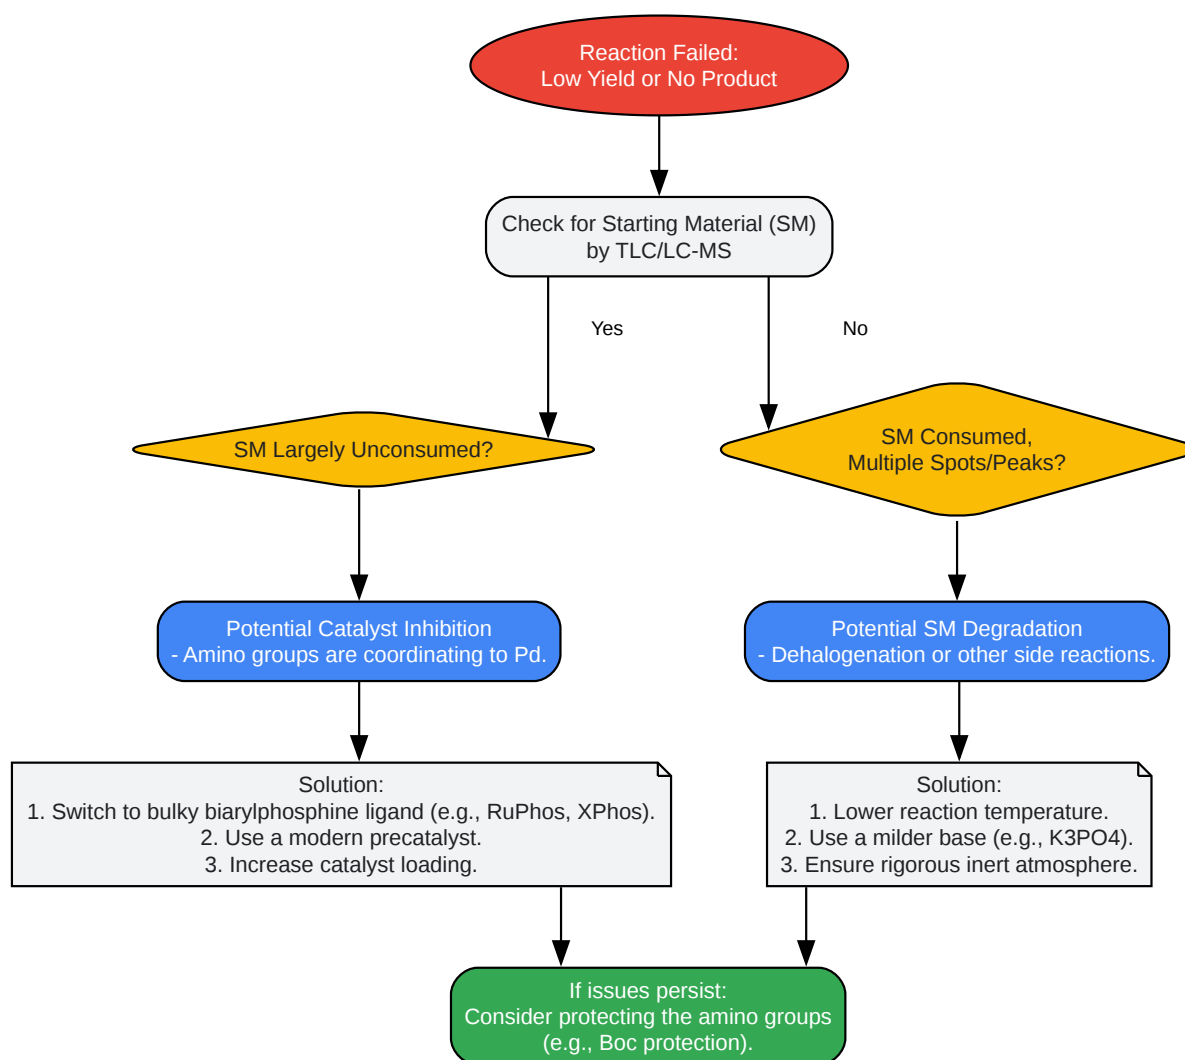 Reaction Failed:
Low Yield or No Product
Check for Starting Material (SM)
by TLC/LC-MS
Yes
No
SM Largely Unconsumed?
SM Consumed,
Multiple Spots/Peaks?
Potential Catalyst Inhibition
- Amino groups are coordinating to Pd.
Potential SM Degradation
- Dehalogenation or other side reactions.
Solution:
1. Switch to bulky biarylphosphine ligand (e.g., RuPhos, XPhos).
2. Use a modern precatalyst.
3. Increase catalyst loading.
Solution:
1. Lower reaction temperature.
2. Use a milder base (e.g., K3PO4).
3. Ensure rigorous inert atmosphere.
If issues persist:
Consider protecting the amino groups
(e.g., Boc protection).